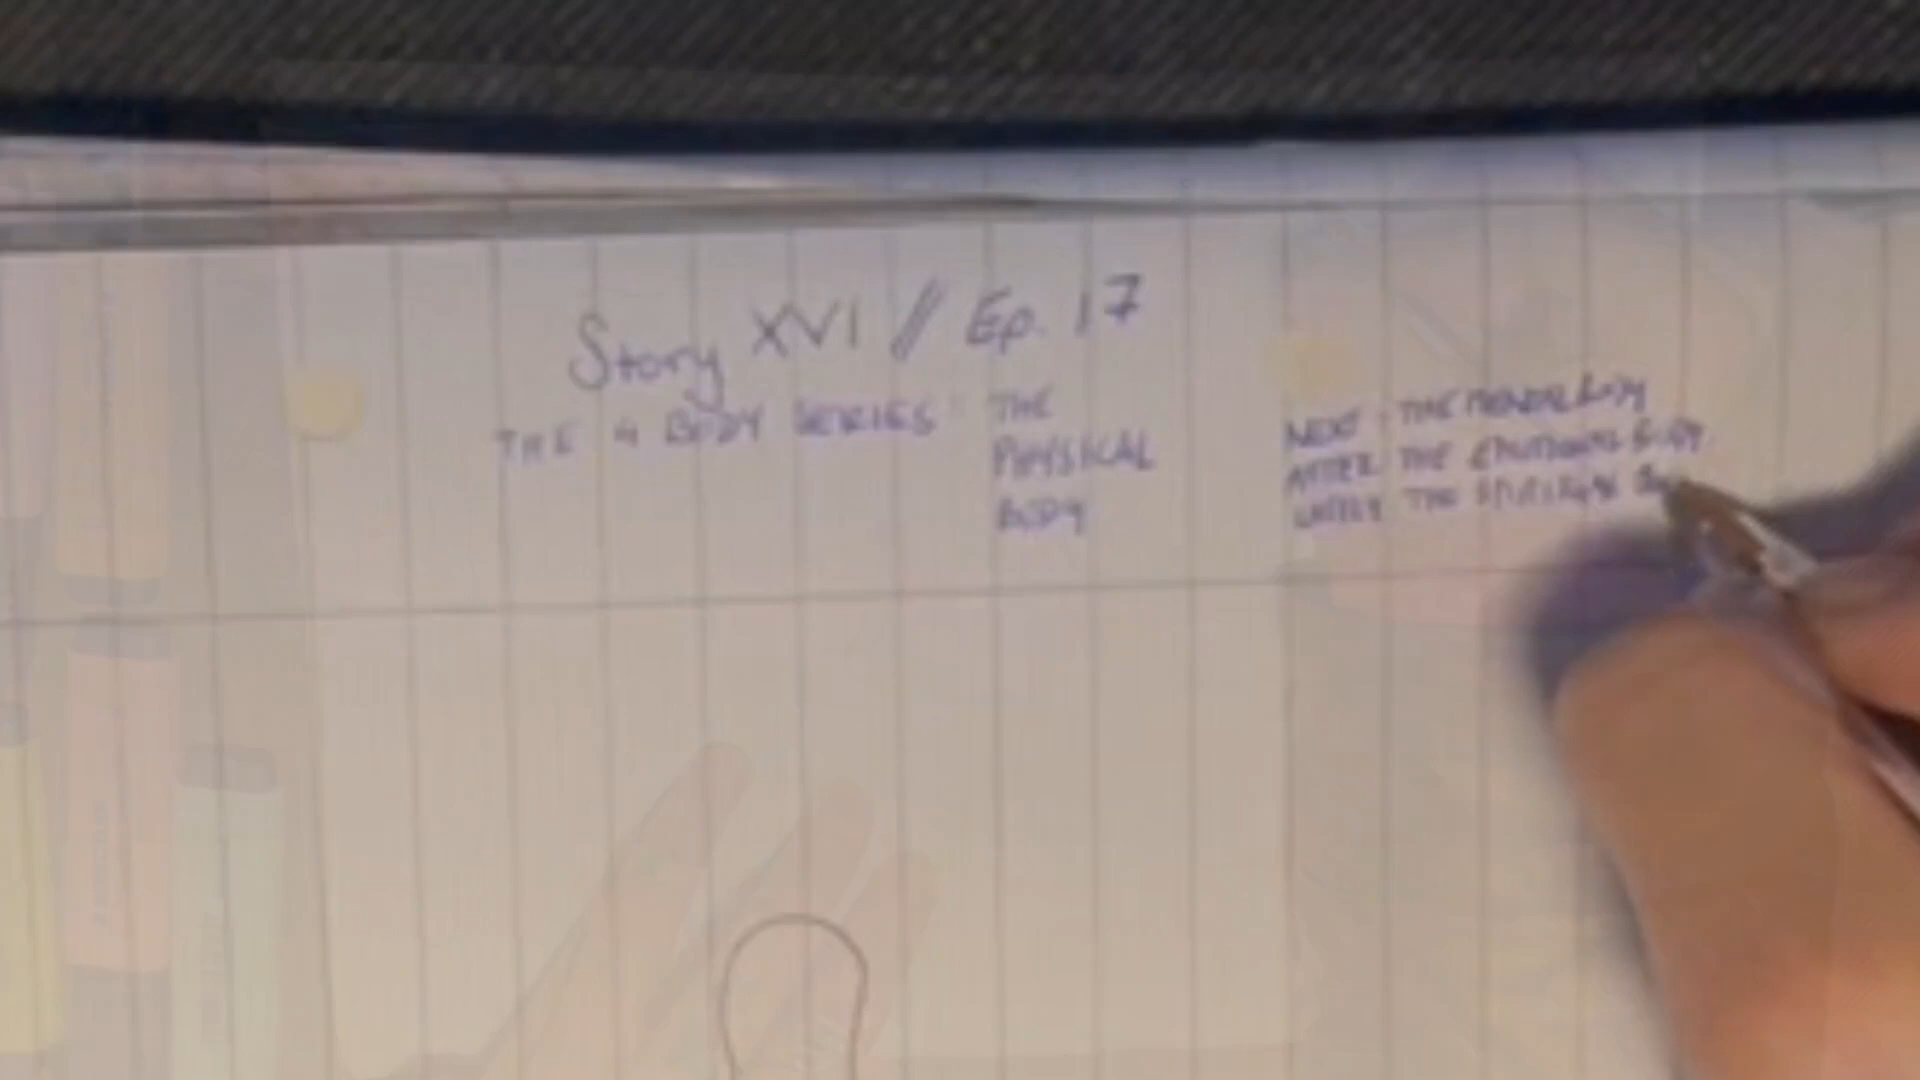 Story XVI // Ep. 17
THE 4 BODY SERIES : THE
PHYSICAL
BODY
NEXT : THE MENTAL BODY
AFTER THE EMOTIONAL BODY
THE